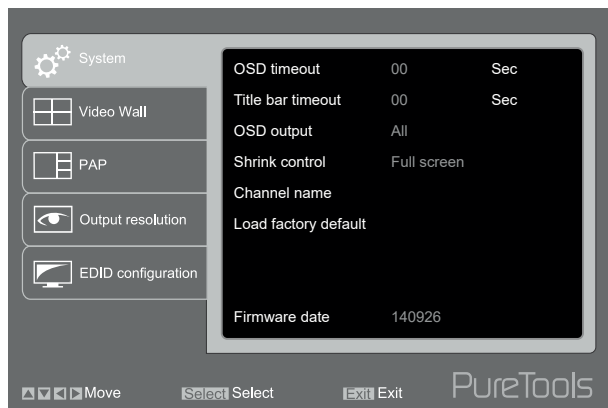 System
Video Wall
PAP
Output resolution
EDID configuration
OSD timeout 00 Sec
Title bar timeout 00 Sec
OSD output All
Shrink control Full screen
Channel name
Load factory default
Firmware date 140926
Move Select Select Exit Exit
PureTools